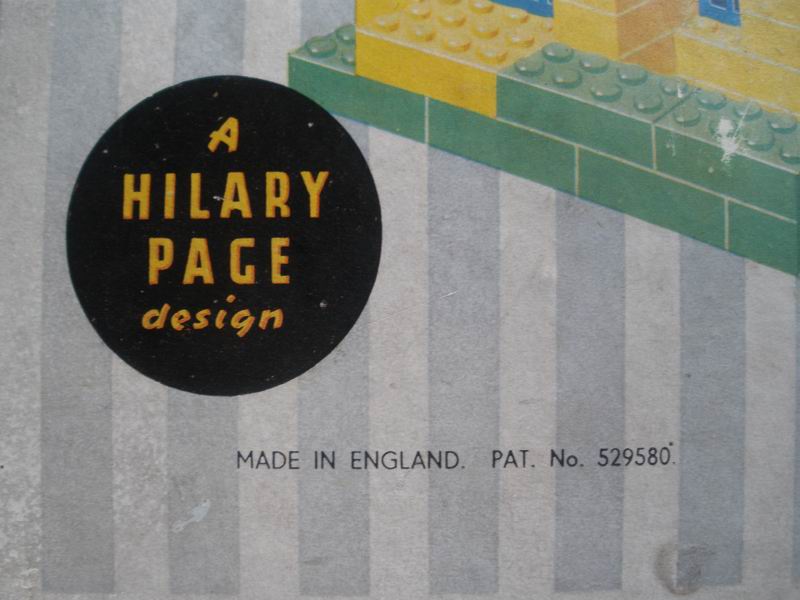 A
HILARY
PAGE
design
MADE IN ENGLAND. PAT. No. 529580.